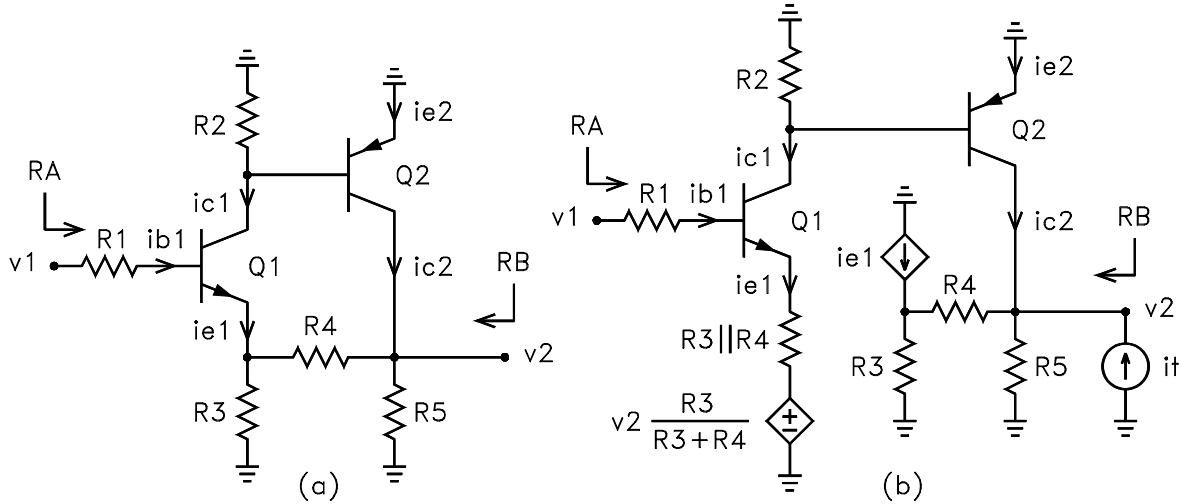 R2
ie2
RA
Q2
ic1
R1
ib1
v1
Q1
ic2
RB
ie1
R4
v2
R3
R5
(a)
R2
ie2
RA
Q2
ic1
R1
ib1
v1
Q1
ic2
RB
ie1
ie1
R4
v2
R3||R4
R3
R5
it
v2 R3
R3+R4
(b)